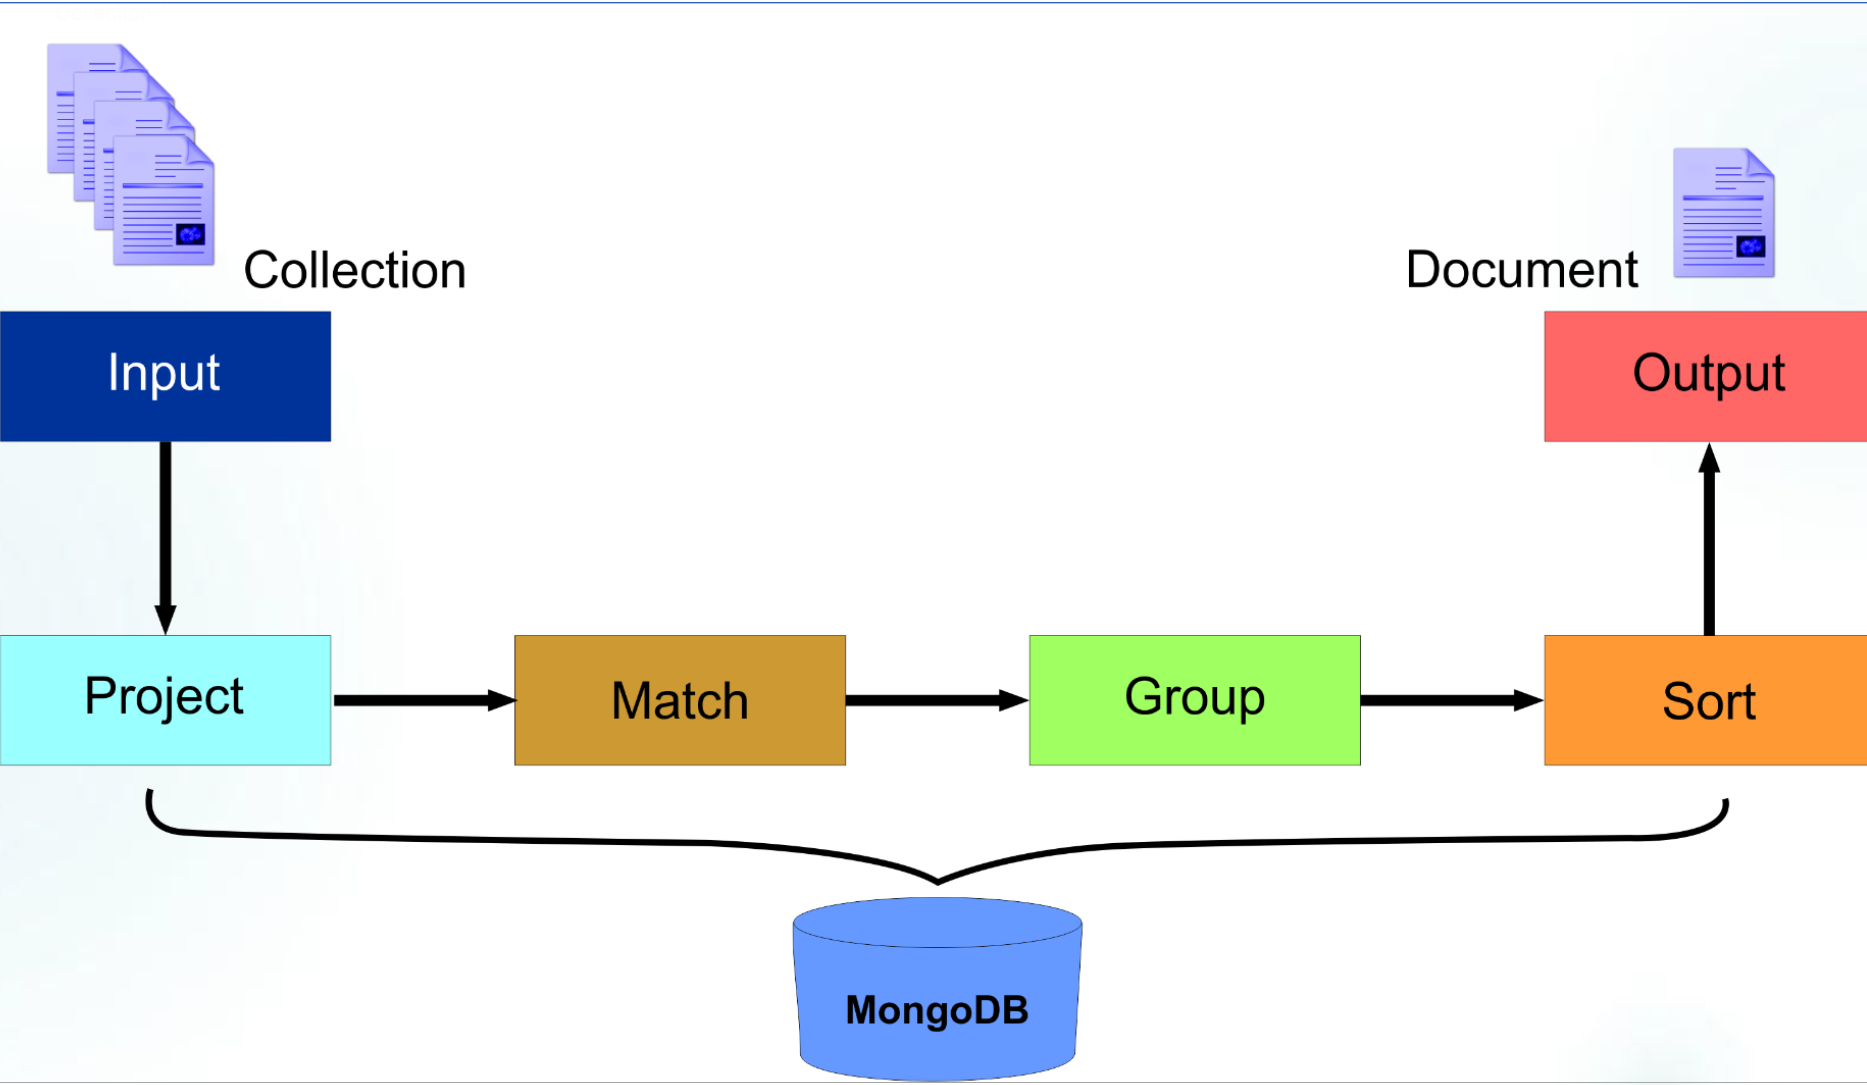 Collection
Document
Input
Output
Project
Match
Group
Sort
MongoDB